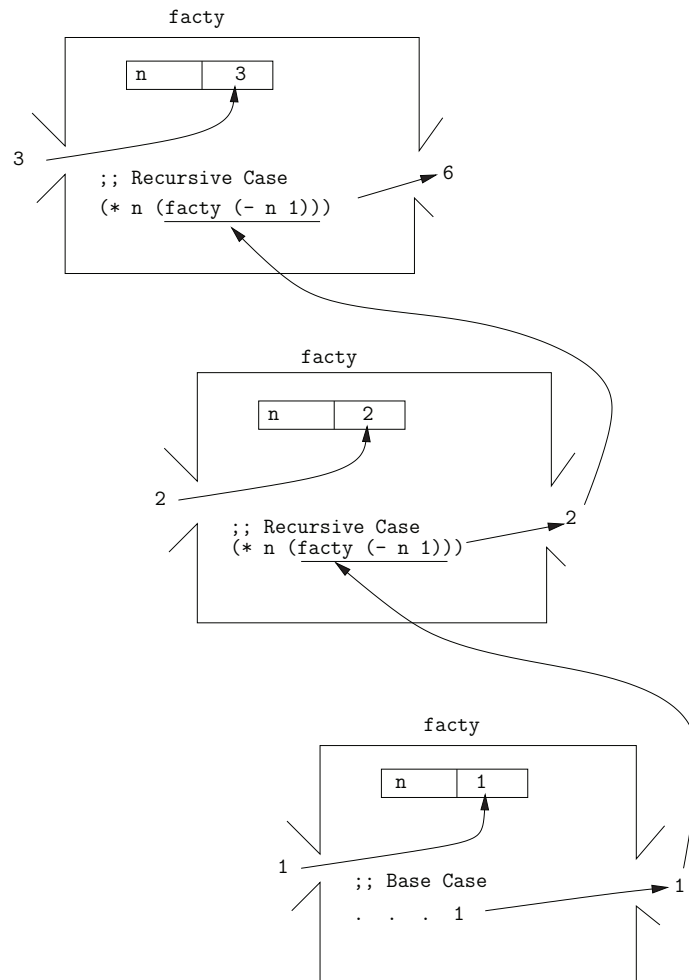 facty
n 3
3
;; Recursive Case
6
(* n (facty (- n 1)))
facty
n 2
2
2
;; Recursive Case
(* n (facty (- n 1)))
facty
n 1
1
;; Base Case
1
. . . 1